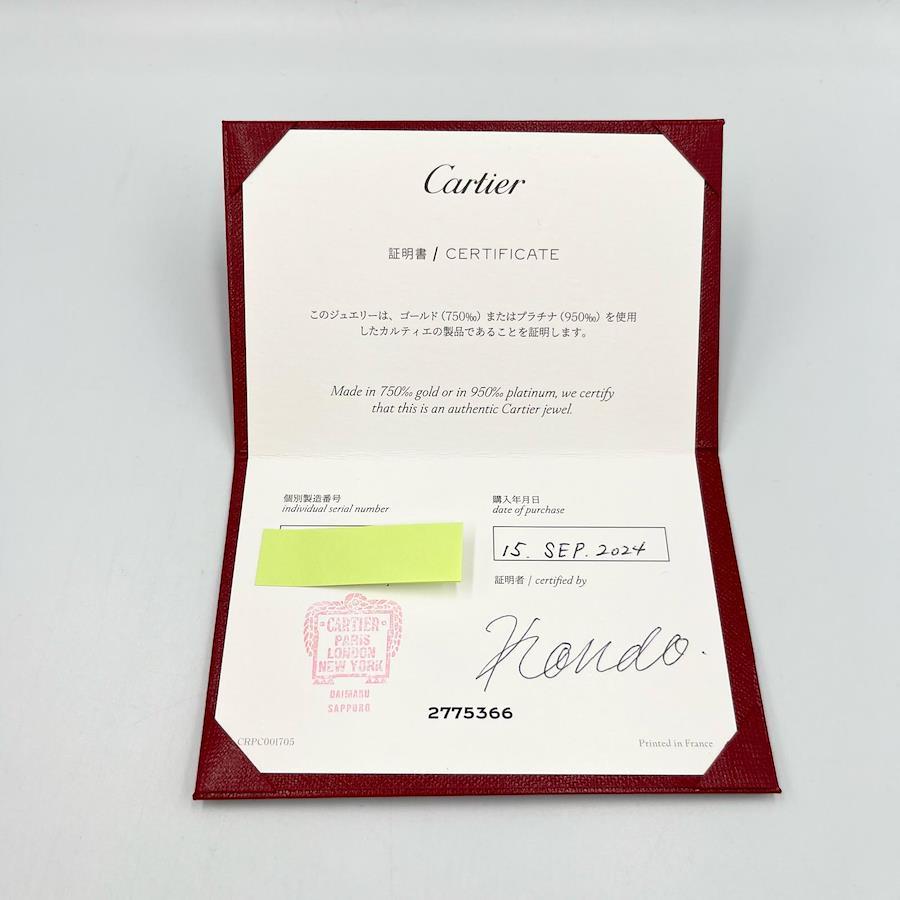 Cartier
証明書 / CERTIFICATE
このジュエリーは、ゴールド（750‰）またはプラチナ（950‰）を使用
したカルティエの製品であることを証明します。
Made in 750‰ gold or in 950‰ platinum, we certify
that this is an authentic Cartier jewel.
個別製造番号
individual serial number
購入年月日
date of purchase
15. SEP. 2024
証明者 / certified by
Kondo.
CARTIER
PARIS
LONDON
NEW YORK
DAIMARU
SAPPORO
2775366
CRPC001705
Printed in France